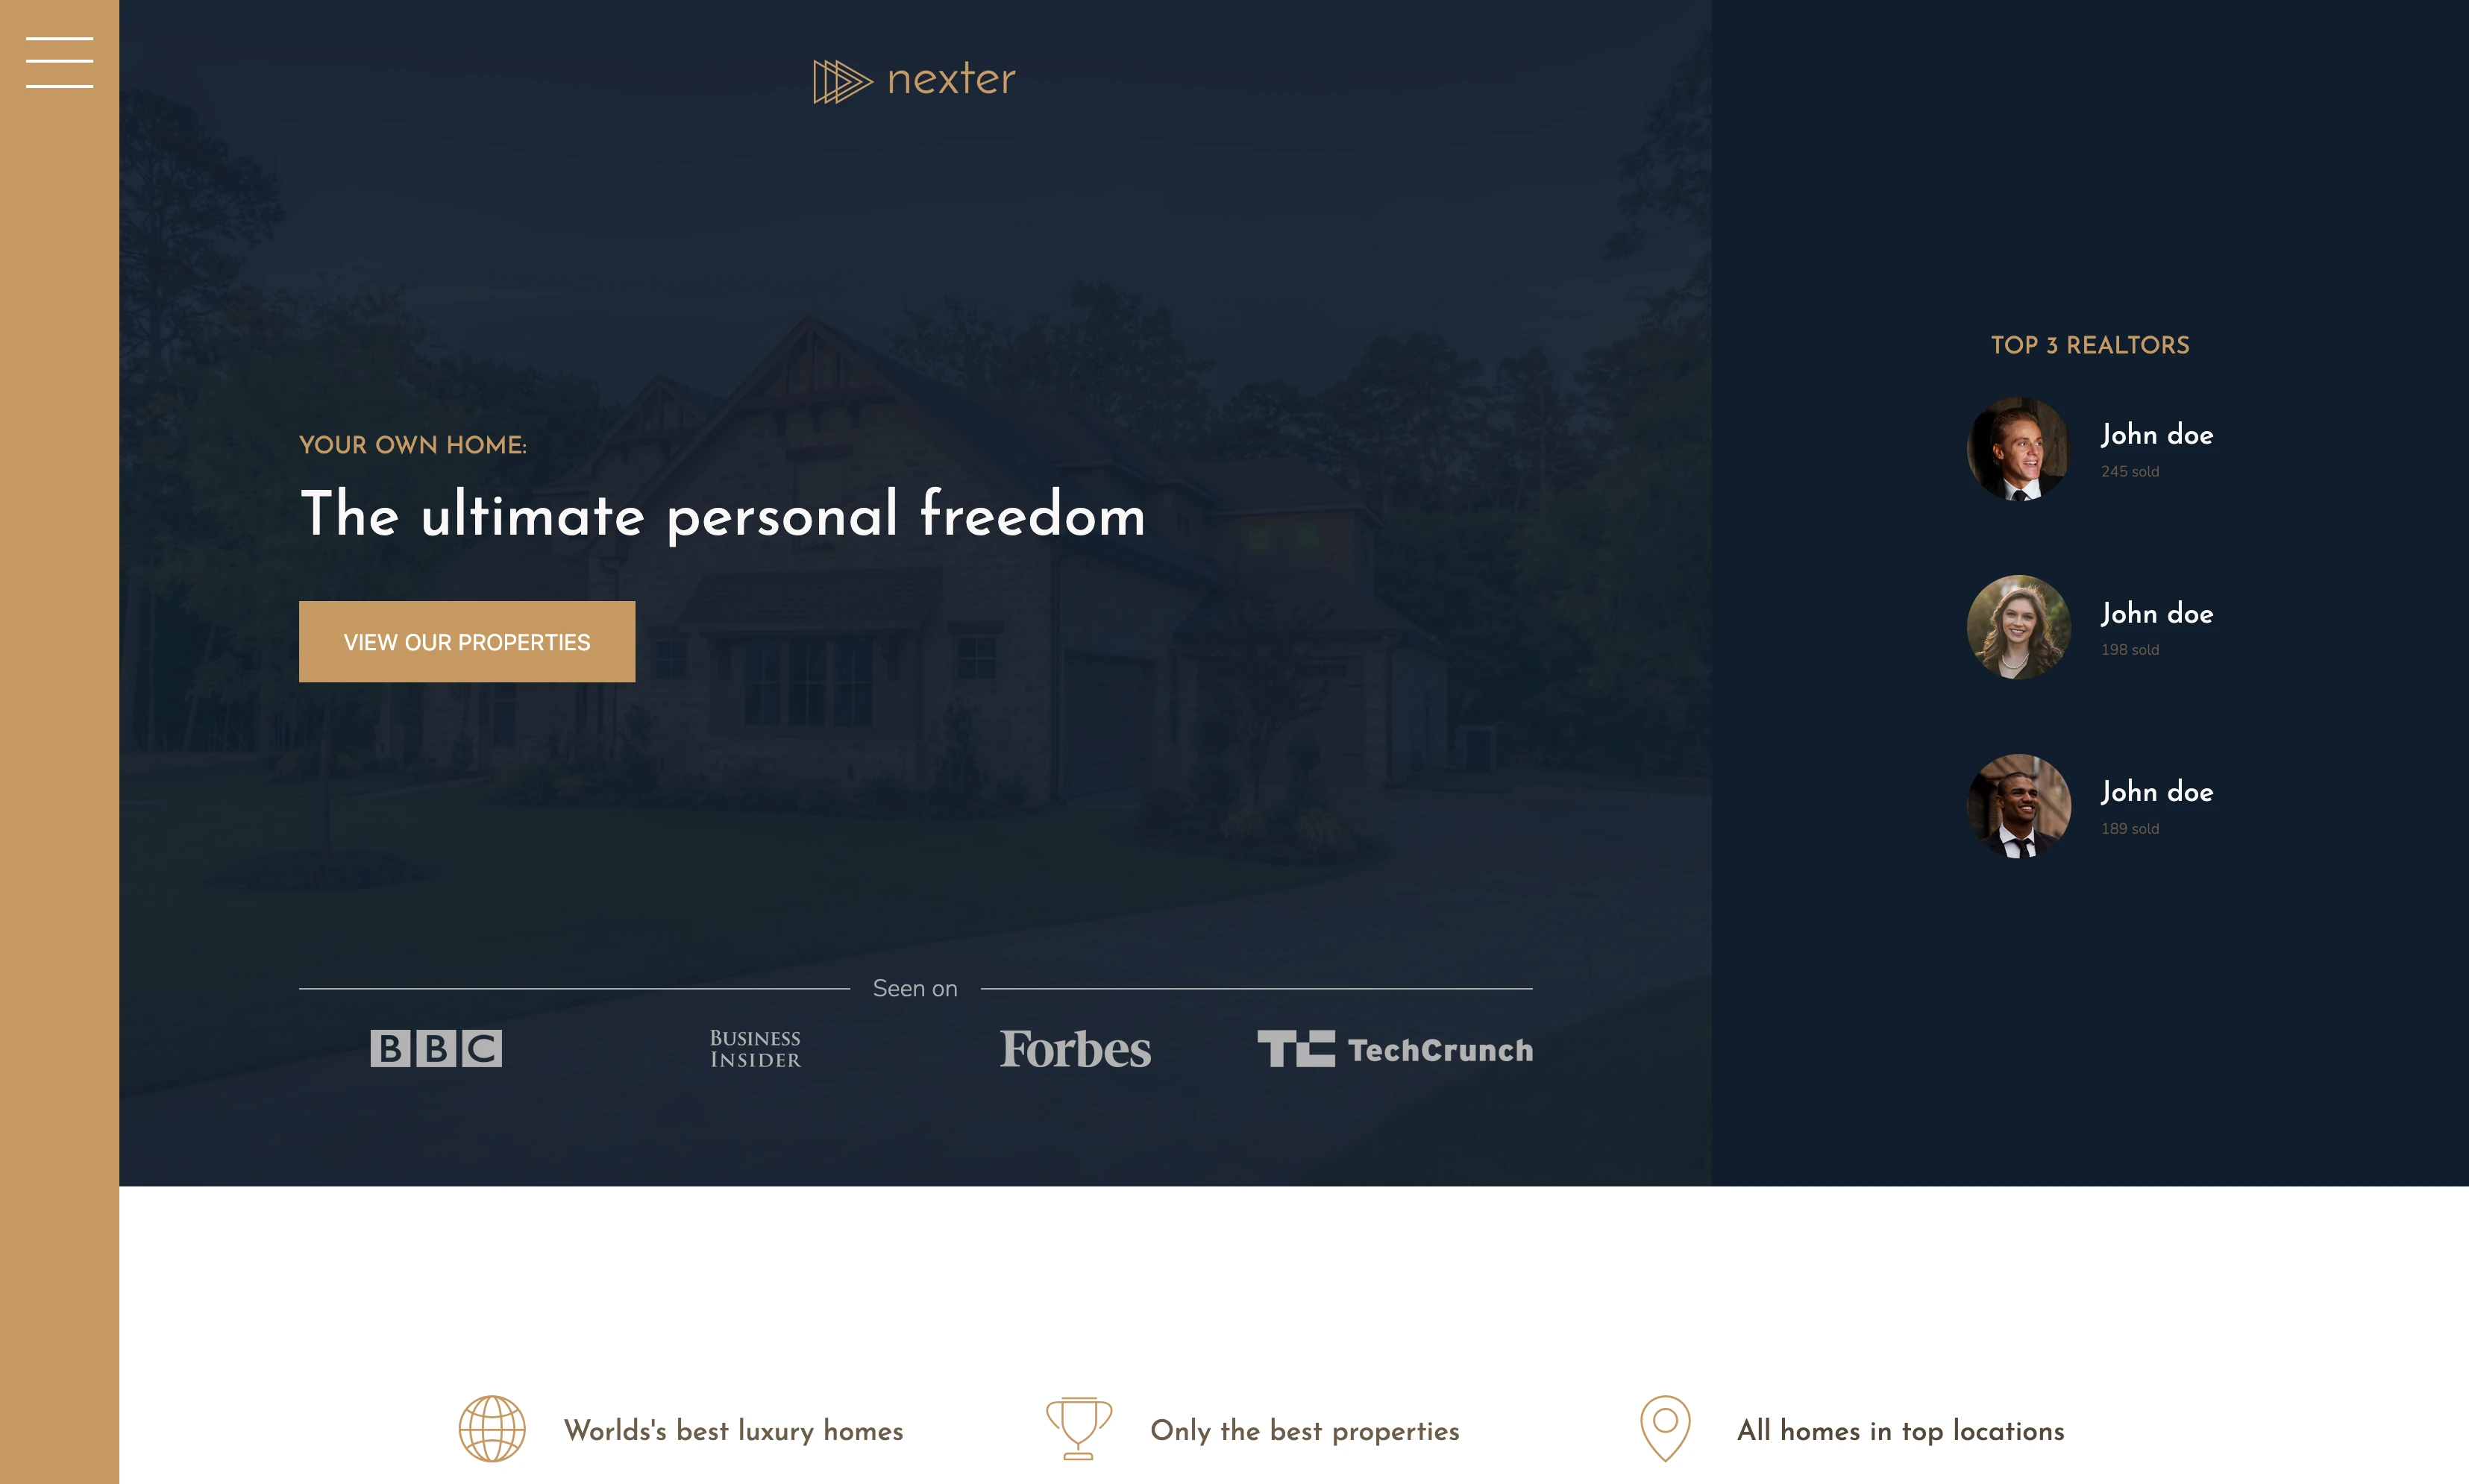 nexter
YOUR OWN HOME:
The ultimate personal freedom
VIEW OUR PROPERTIES
Seen on
BBC
BUSINESS
INSIDER
Forbes
TC TechCrunch
TOP 3 REALTORS
John doe
245 sold
John doe
198 sold
John doe
189 sold
Worlds's best luxury homes
Only the best properties
All homes in top locations